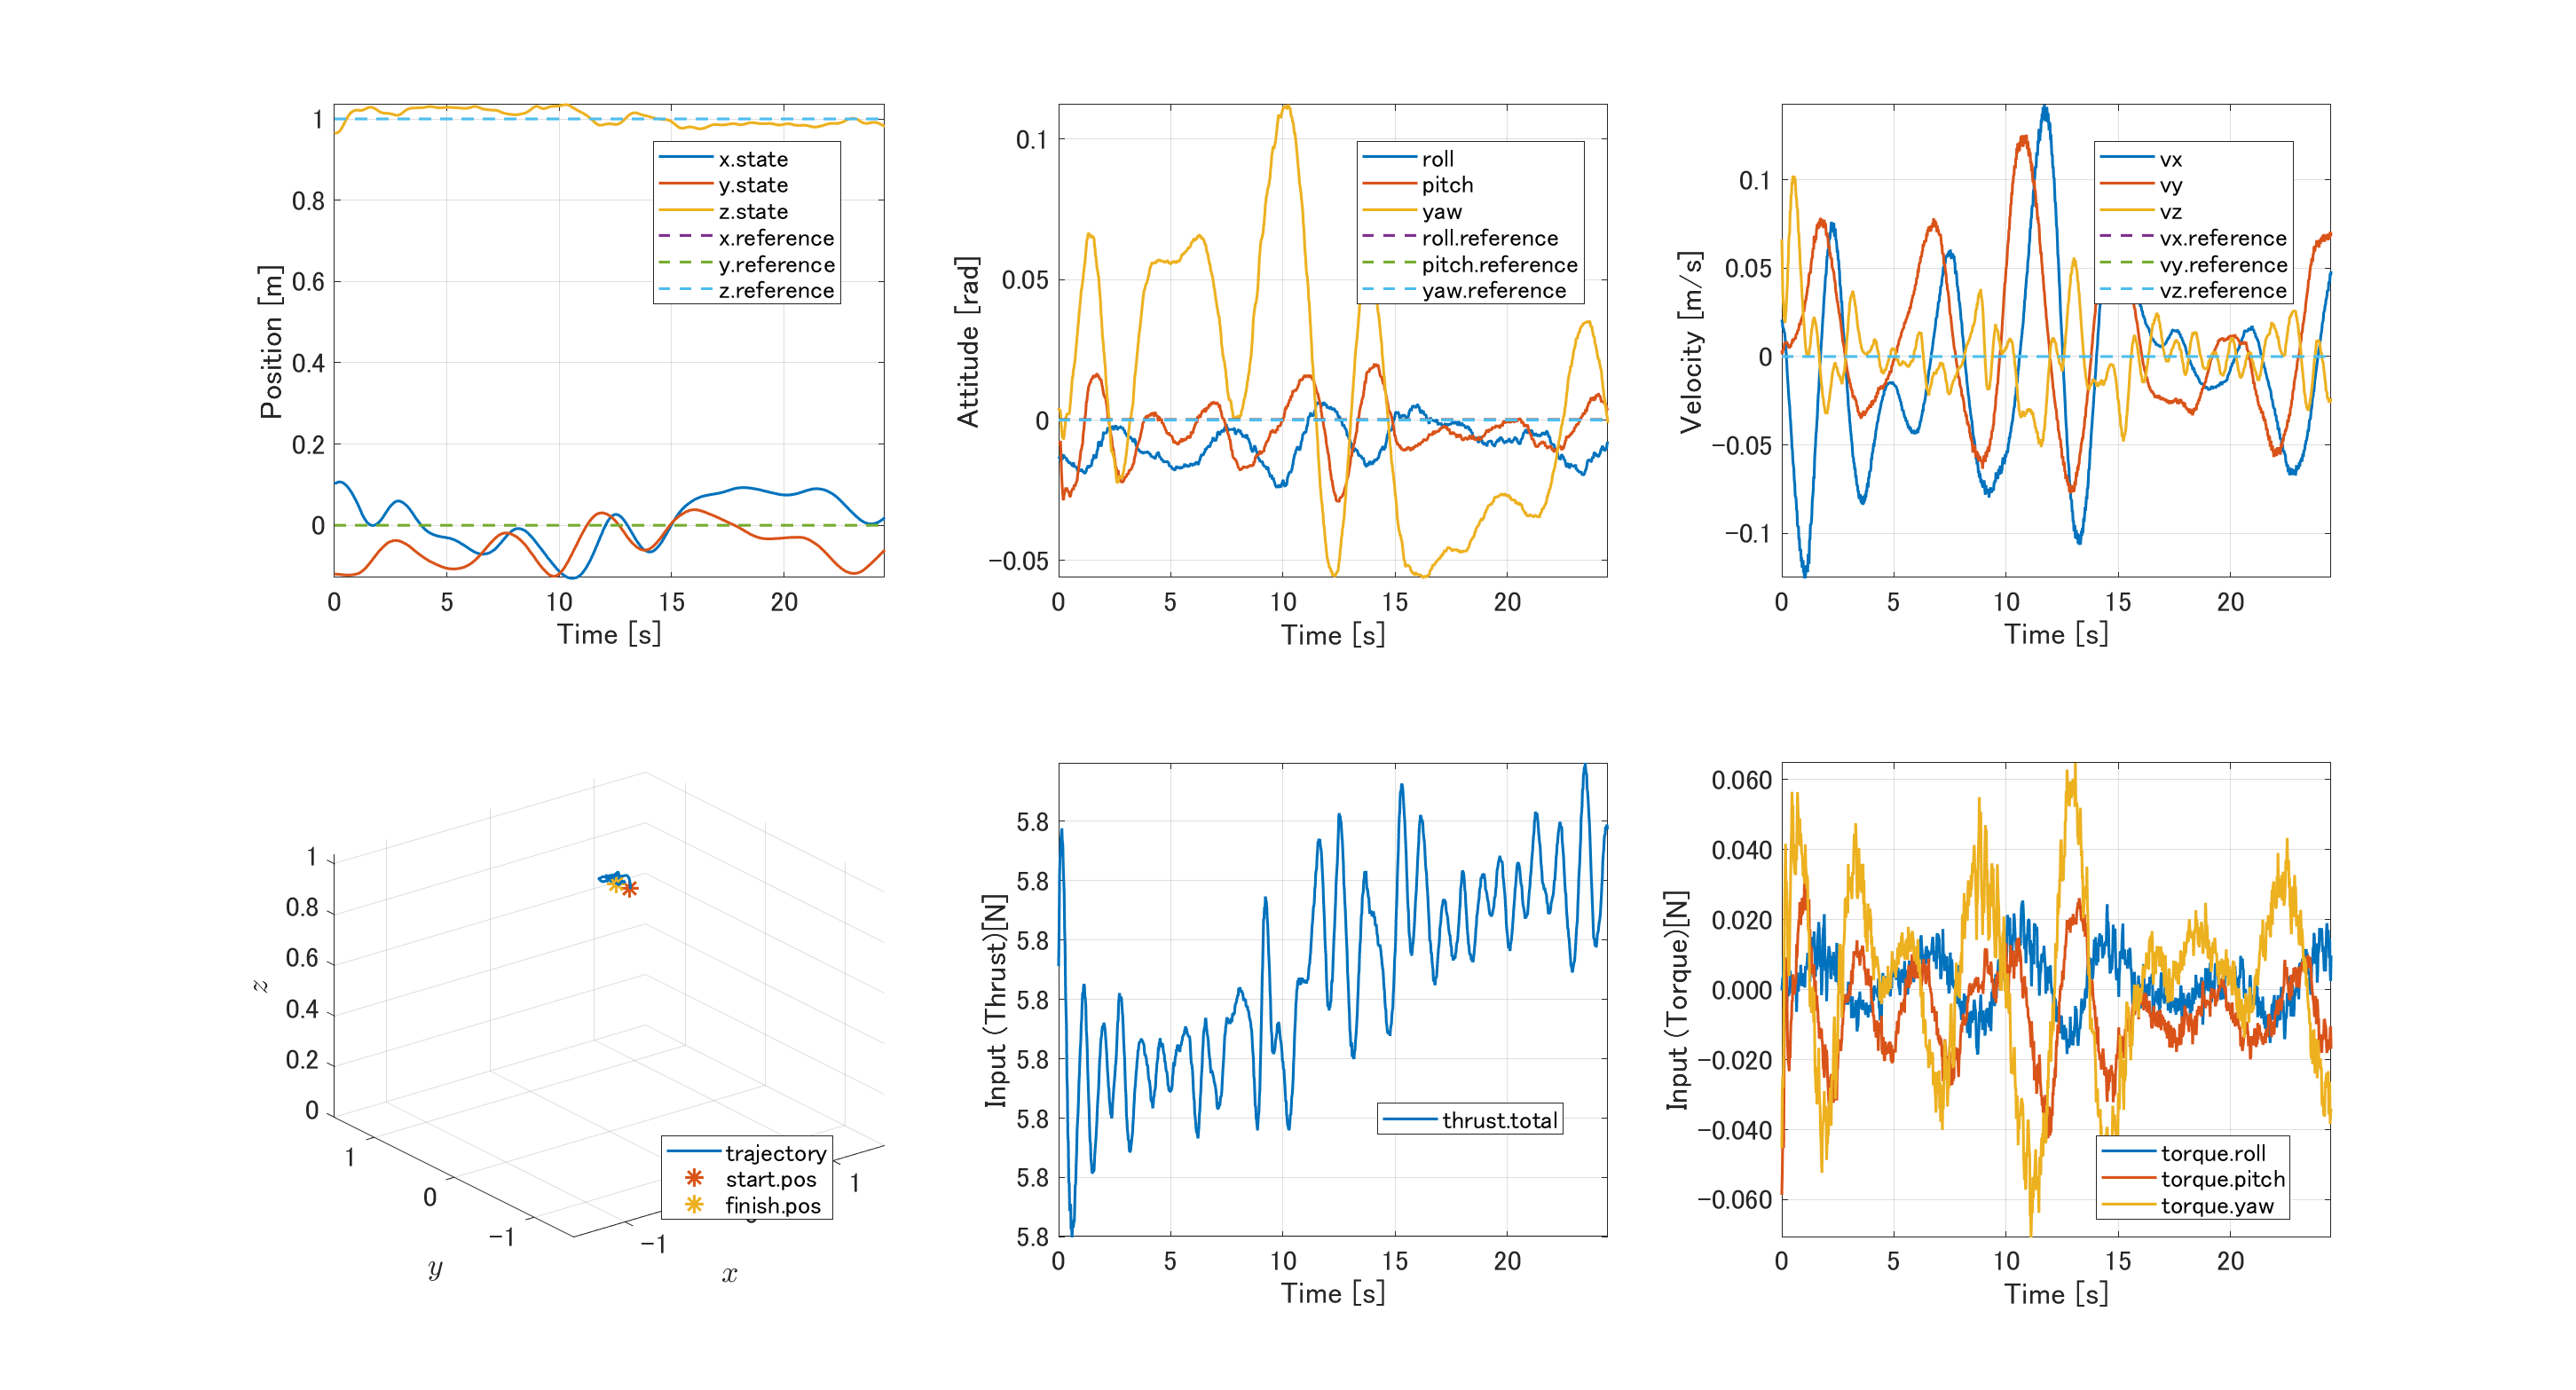 Position [m]
1
0.8
0.6
0.4
0.2
0
x.state
y.state
z.state
x.reference
y.reference
z.reference
0 5 10 15 20
Time [s]
Attitude [rad]
0.1
0.05
0
-0.05
roll
pitch
yaw
roll.reference
pitch.reference
yaw.reference
0 5 10 15 20
Time [s]
Velocity [m/s]
0.1
0.05
0
-0.05
-0.1
vx
vy
vz
vx.reference
vy.reference
vz.reference
0 5 10 15 20
Time [s]
z
1
0.8
0.6
0.4
0.2
0
1
0
-1
y
-1
1
x
trajectory
start.pos
finish.pos
Input (Thrust)[N]
5.8
5.8
5.8
5.8
5.8
5.8
5.8
5.8
thrust.total
0 5 10 15 20
Time [s]
Input (Torque)[N]
0.060
0.040
0.020
0.000
-0.020
-0.040
-0.060
torque.roll
torque.pitch
torque.yaw
0 5 10 15 20
Time [s]